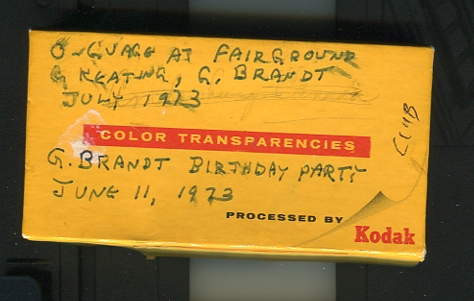 O-GUAGE AT FAIRGROUND
G KEATING, G. BRANDT
JULY 1973
COLOR TRANSPARENCIES
CLUB
G. BRANDT BIRTHDAY PARTY
JUNE 11, 1973
PROCESSED BY
Kodak